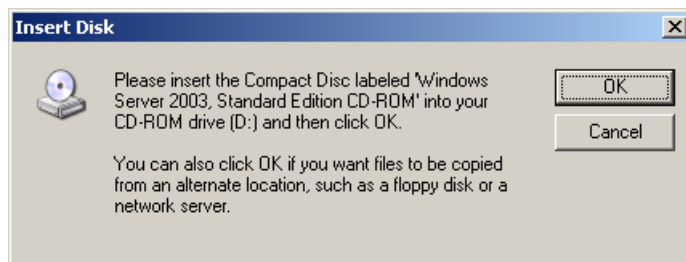 Insert Disk
Please insert the Compact Disc labeled 'Windows
Server 2003, Standard Edition CD-ROM' into your
CD-ROM drive (D:) and then click OK.
You can also click OK if you want files to be copied
from an alternate location, such as a floppy disk or a
network server.
OK
Cancel